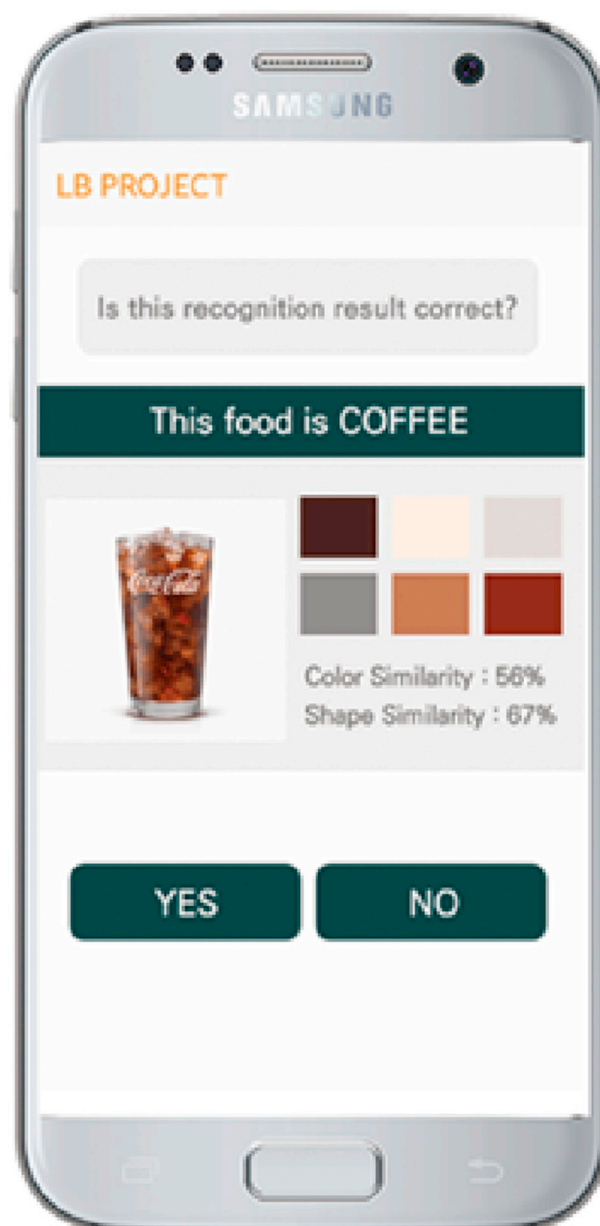 SAMSUNG
LB PROJECT
Is this recognition result correct?
This food is COFFEE
Coca-Cola
Color Similarity : 56%
Shape Similarity : 67%
YES
NO